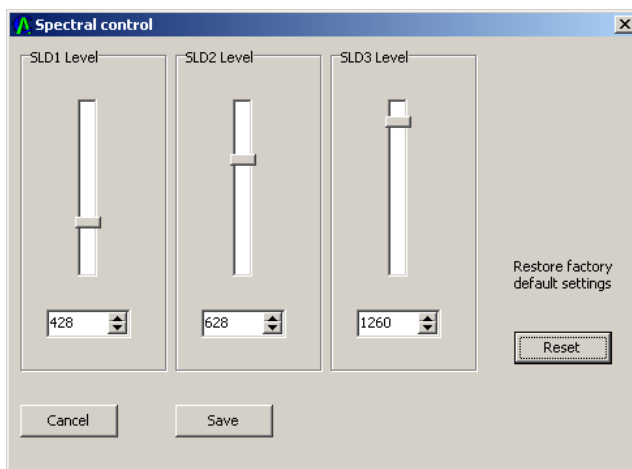 Spectral control
SLD1 Level
SLD2 Level
SLD3 Level
428
628
1260
Restore factory
default settings
Reset
Cancel
Save